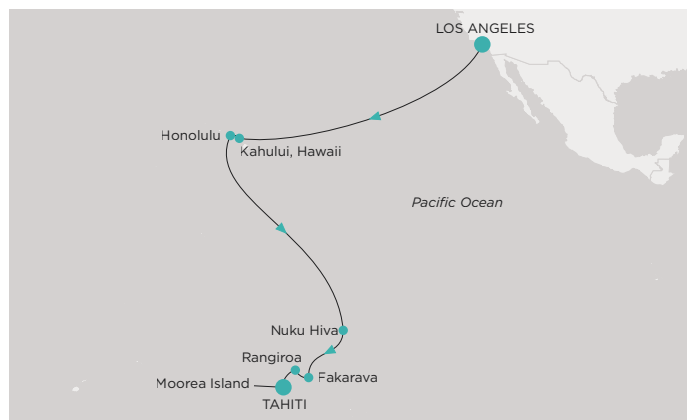 LOS ANGELES
Honolulu
Kahului, Hawaii
Pacific Ocean
Nuku Hiva
Rangiroa
Fakarava
Moorea Island
TAHITI